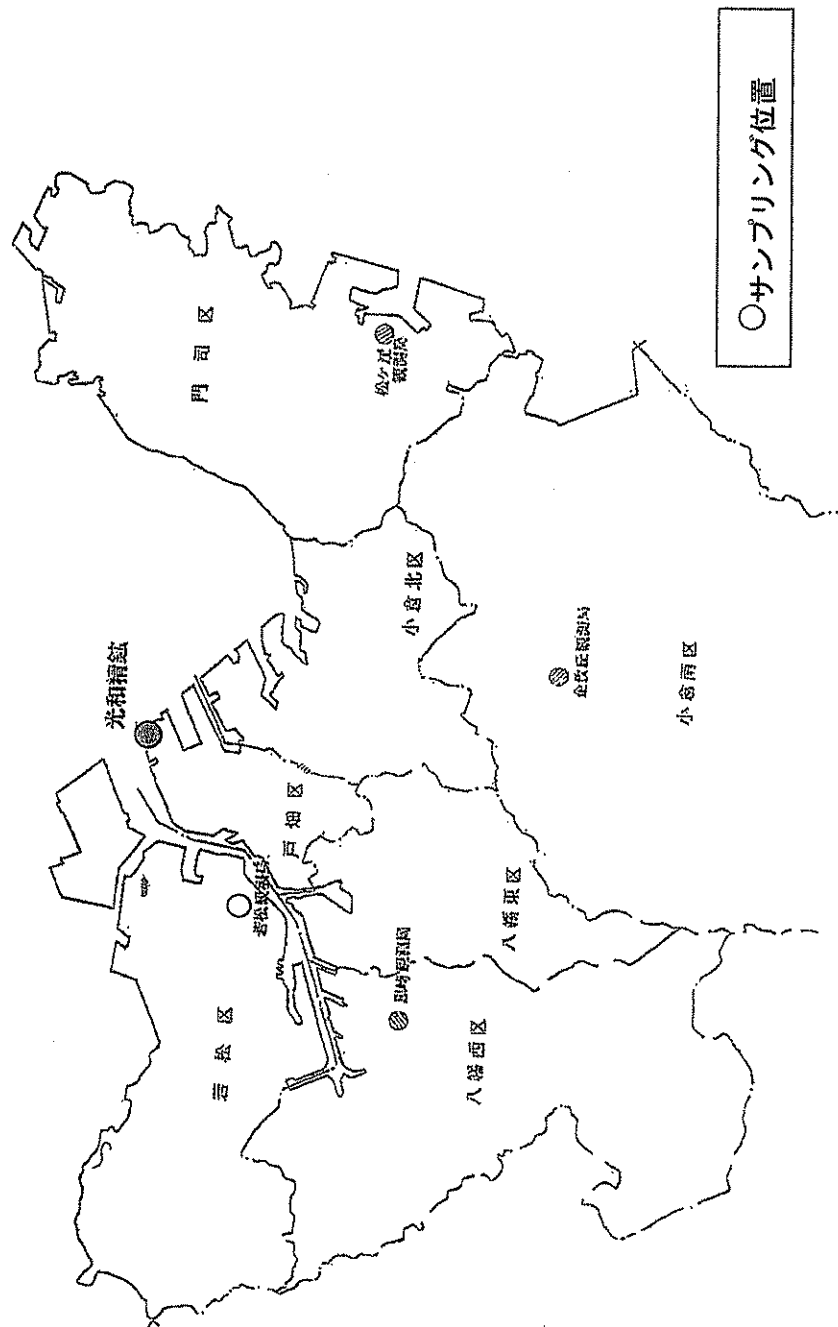 光和精鉱
門司区
松ヶ江
観測局
小倉北区
企救丘観測局
小倉南区
戸畑区
若松観測局
若松区
黒崎観測局
八幡東区
八幡西区
○サンプリング位置